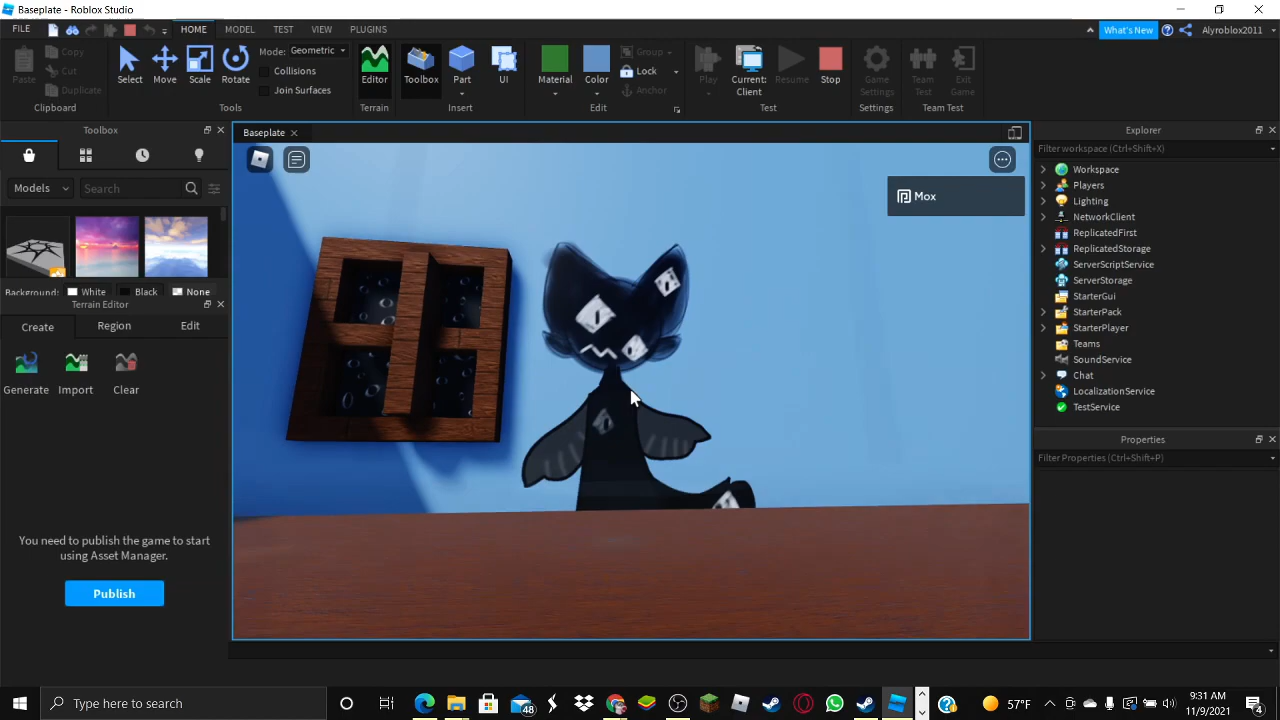 Baseplate - Roblox Studio
FILE HOME MODEL TEST VIEW PLUGINS What's New Alyroblox2011
Paste Copy Cut Duplicate Select Move Scale Rotate Mode: Geometric Collisions Join Surfaces Editor Toolbox Part UI Material Color Group Lock Anchor Play Current: Client Resume Stop Game Settings Team Test Exit Game
Clipboard Tools Terrain Insert Edit Test Settings Team Test
Toolbox
Models Search
Background: White Black None
Terrain Editor
Create Region Edit
Generate Import Clear
You need to publish the game to start
using Asset Manager.
Publish
Baseplate
Mox
Explorer
Filter workspace (Ctrl+Shift+X)
Workspace
Players
Lighting
NetworkClient
ReplicatedFirst
ReplicatedStorage
ServerScriptService
ServerStorage
StarterGui
StarterPack
StarterPlayer
Teams
SoundService
Chat
LocalizationService
TestService
Properties
Filter Properties (Ctrl+Shift+P)
Type here to search 48 57°F 9:31 AM
11/9/2021 4